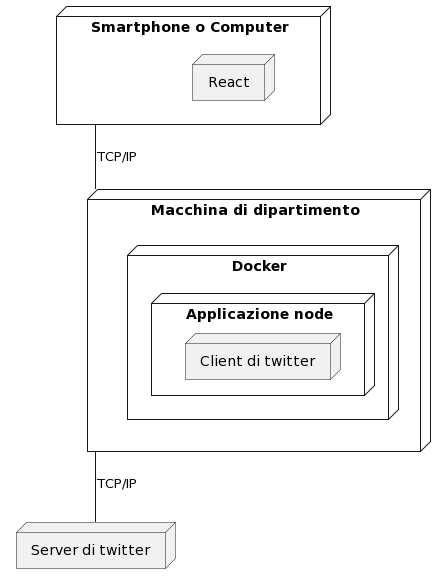 Smartphone o Computer
React
TCP/IP
Macchina di dipartimento
Docker
Applicazione node
Client di twitter
TCP/IP
Server di twitter